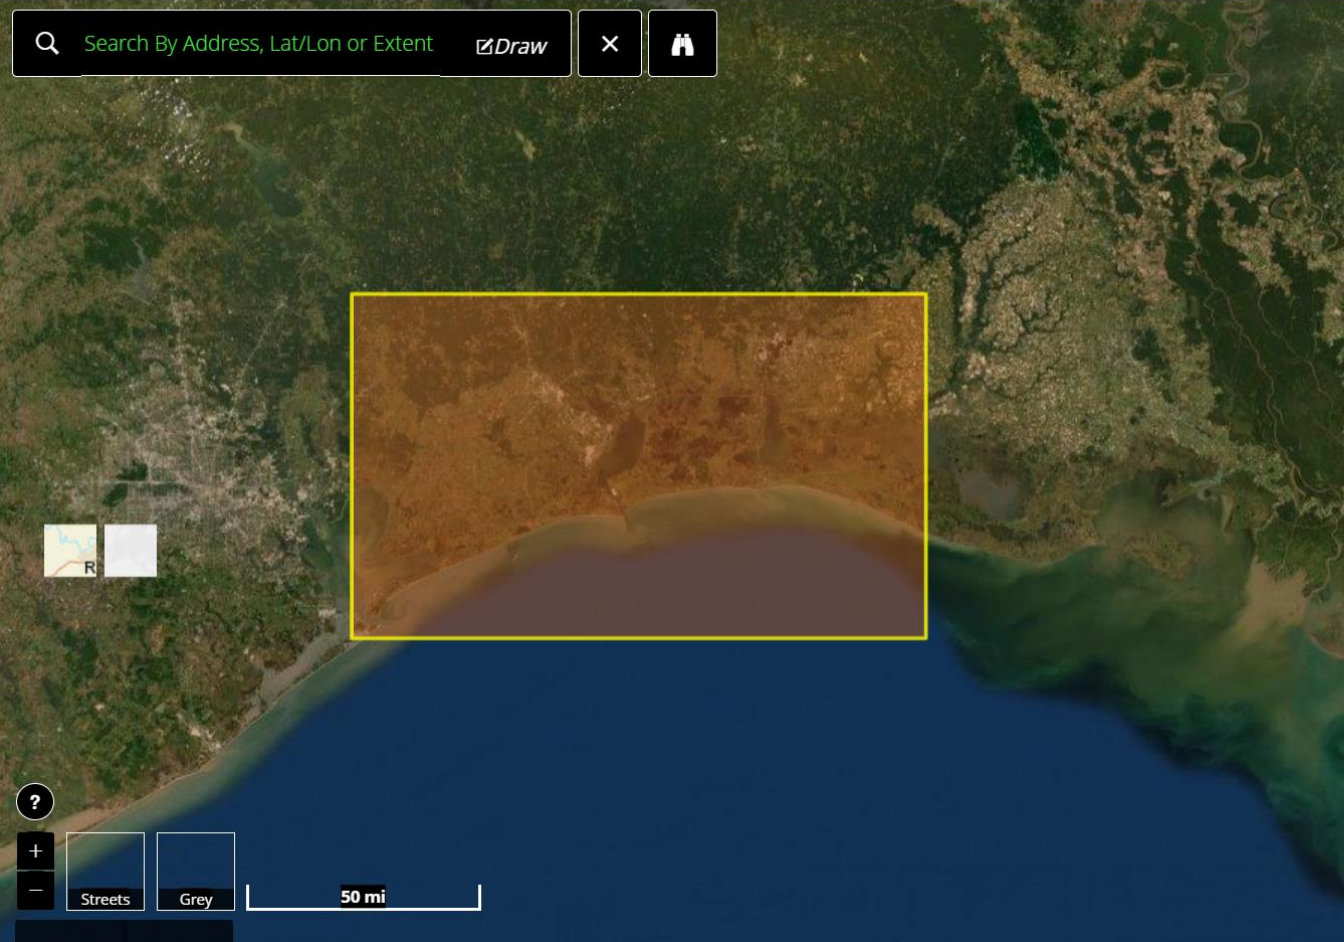 Search By Address, Lat/Lon or Extent
Draw
R
?
+
−
Streets
Grey
50 mi